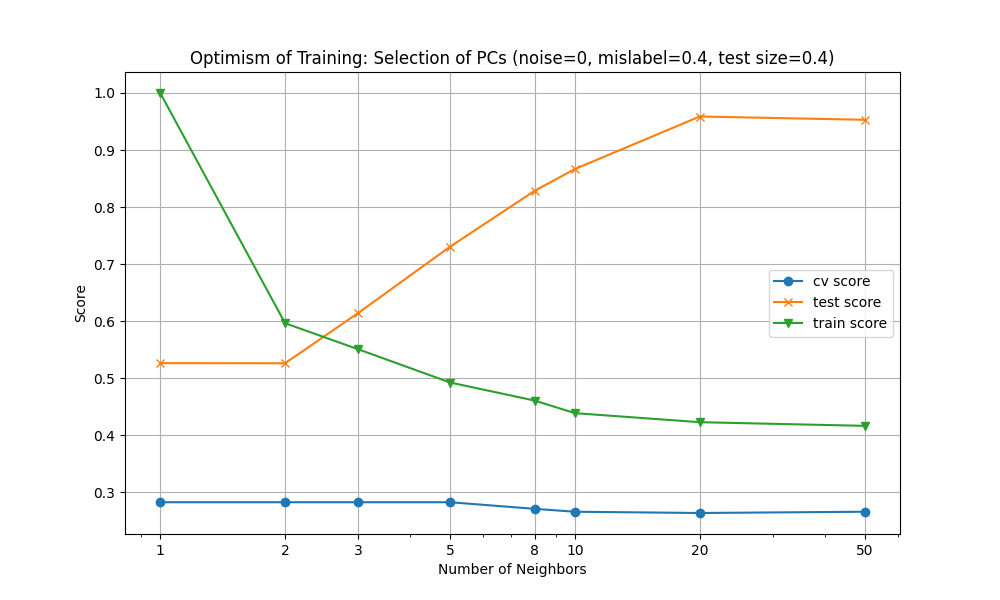 Optimism of Training: Selection of PCs (noise=0, mislabel=0.4, test size=0.4)
Score
1.0
0.9
0.8
0.7
0.6
0.5
0.4
0.3
cv score
test score
train score
1 2 3 5 8 10 20 50
Number of Neighbors